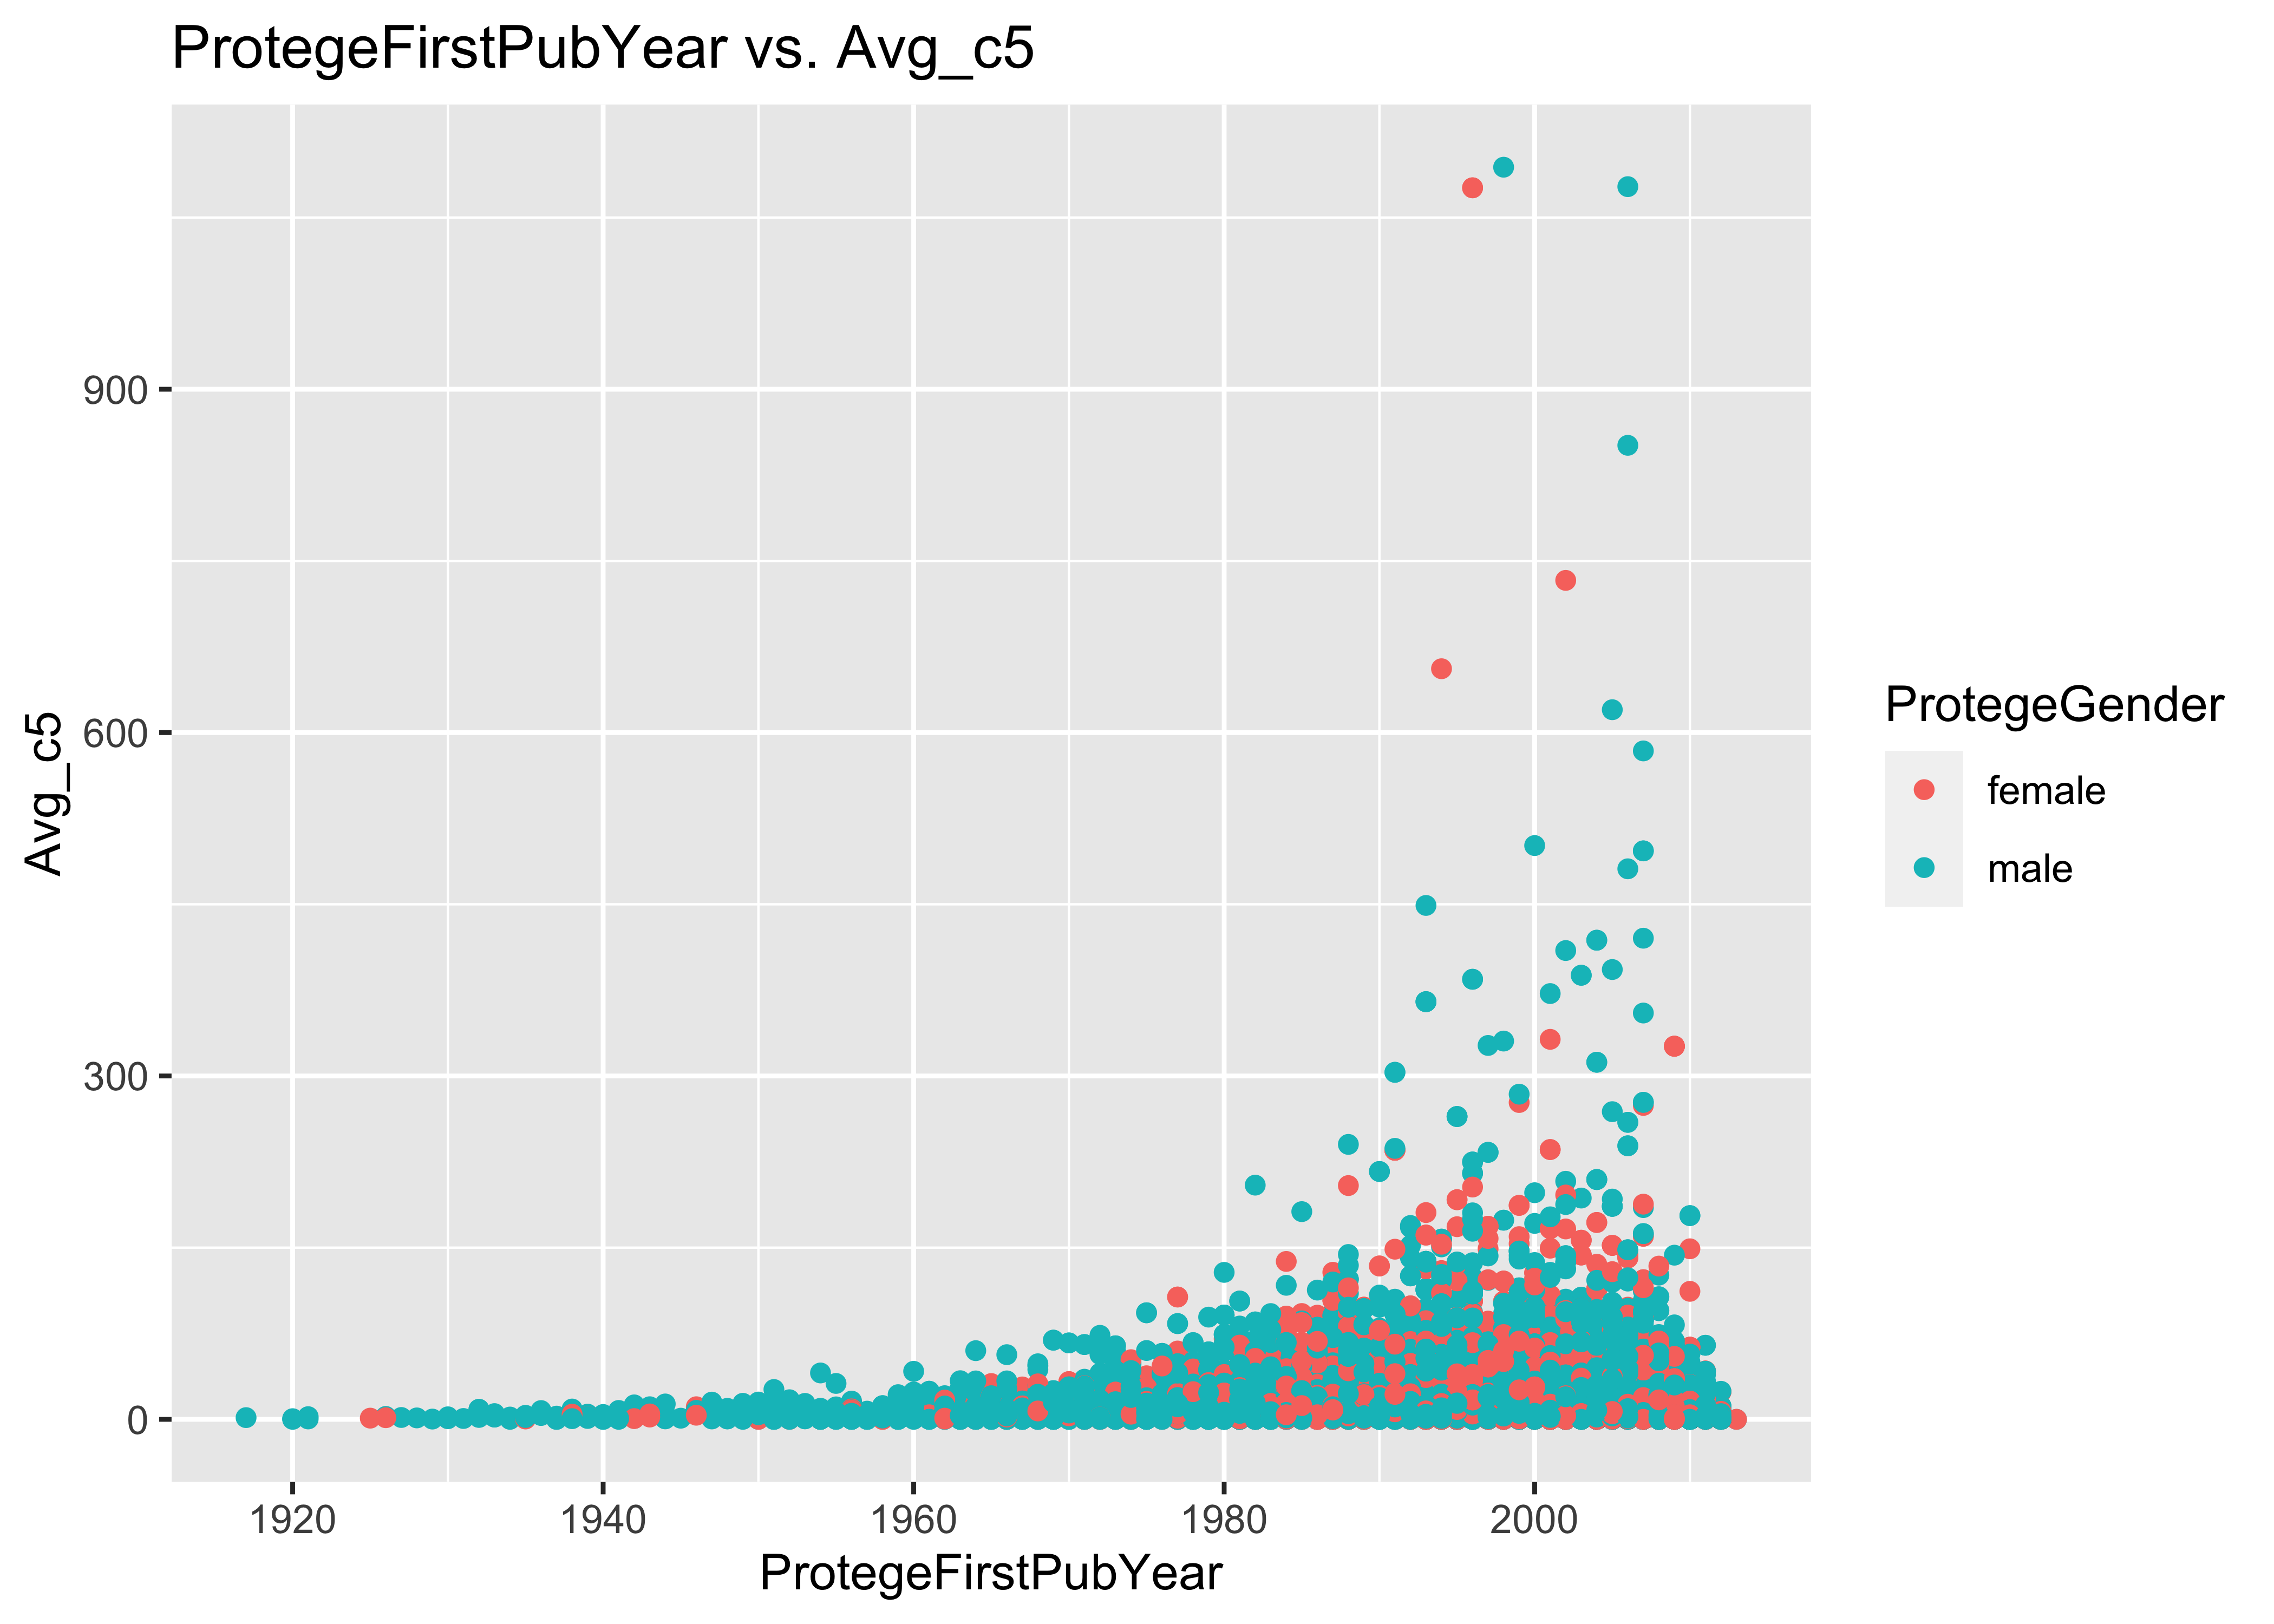 ProtegeFirstPubYear vs. Avg_c5
900
600
300
0
Avg_c5
1920 1940 1960 1980 2000
ProtegeFirstPubYear
ProtegeGender
female
male